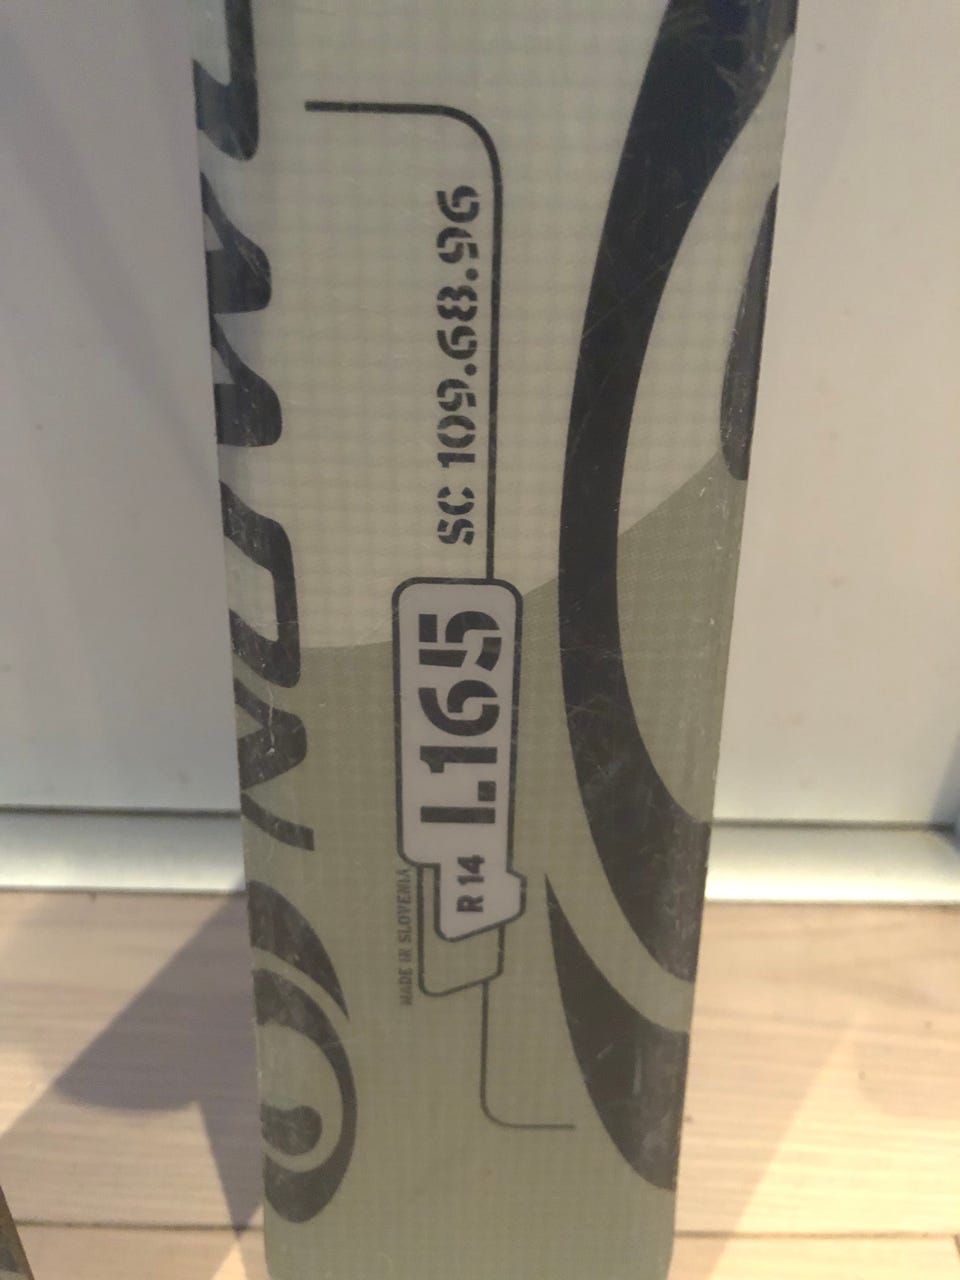 SC 109.68.96
L.165
R 14
MADE IN SLOVENIA